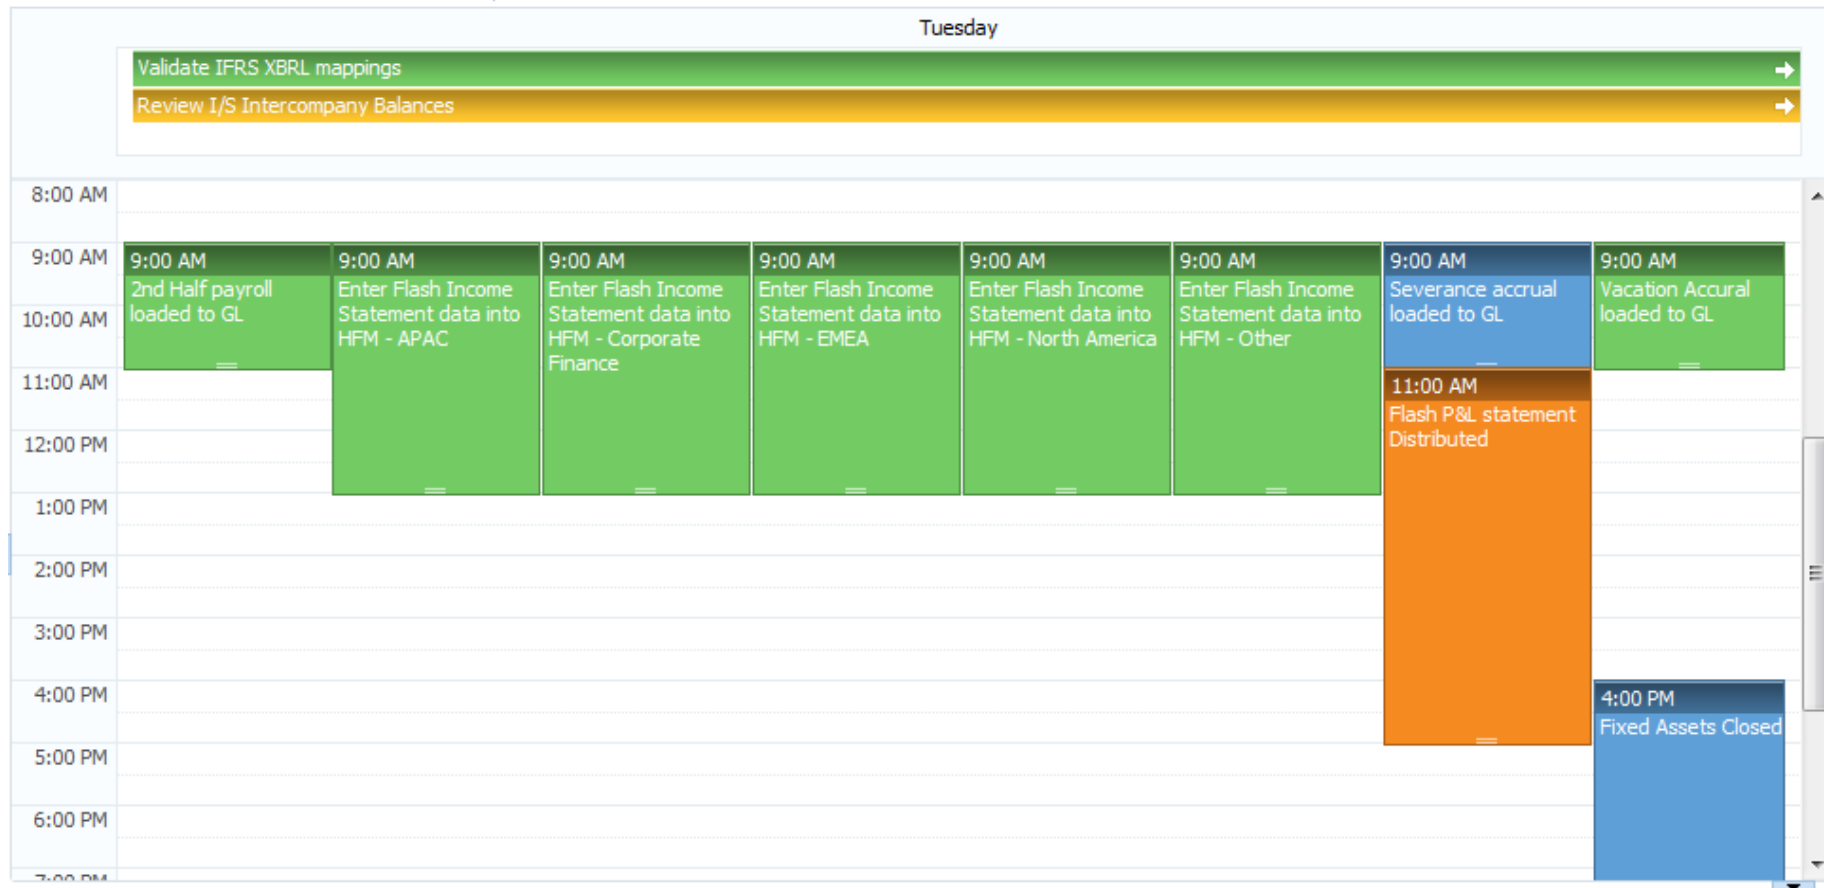 Tuesday
Validate IFRS XBRL mappings
Review I/S Intercompany Balances
8:00 AM
9:00 AM
10:00 AM
11:00 AM
12:00 PM
1:00 PM
2:00 PM
3:00 PM
4:00 PM
5:00 PM
6:00 PM
7:00 PM
9:00 AM
2nd Half payroll
loaded to GL
9:00 AM
Enter Flash Income
Statement data into
HFM - APAC
9:00 AM
Enter Flash Income
Statement data into
HFM - Corporate
Finance
9:00 AM
Enter Flash Income
Statement data into
HFM - EMEA
9:00 AM
Enter Flash Income
Statement data into
HFM - North America
9:00 AM
Enter Flash Income
Statement data into
HFM - Other
9:00 AM
Severance accrual
loaded to GL
11:00 AM
Flash P&L statement
Distributed
9:00 AM
Vacation Accural
loaded to GL
4:00 PM
Fixed Assets Closed